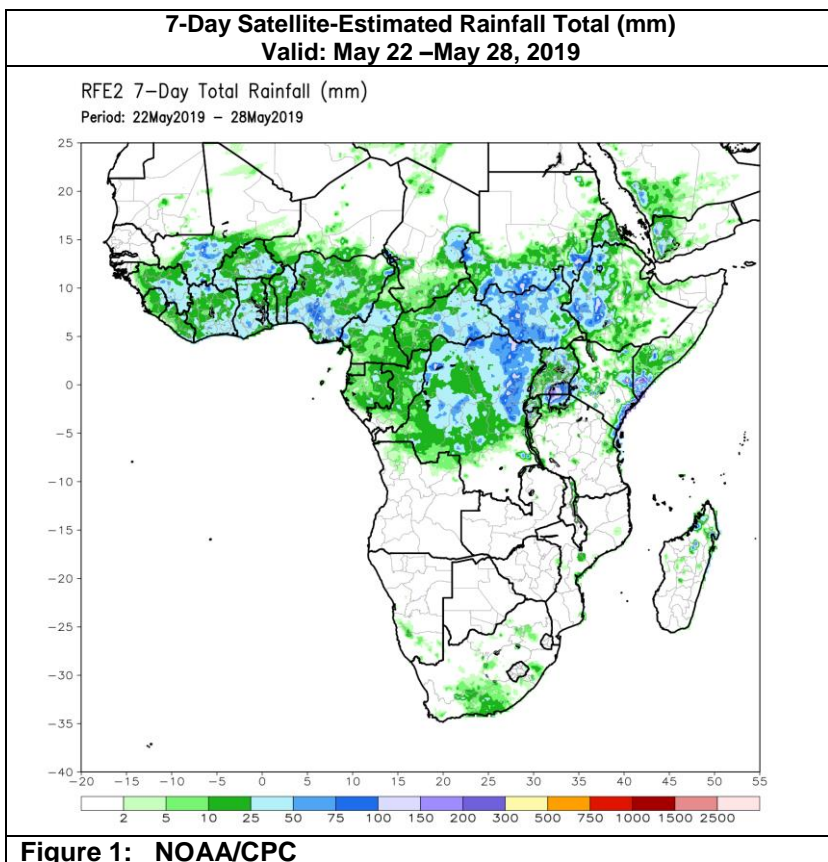 7-Day Satellite-Estimated Rainfall Total (mm)
Valid: May 22 –May 28, 2019
RFE2 7-Day Total Rainfall (mm)
Period: 22May2019 - 28May2019
25
20
15
10
5
0
-5
-10
-15
-20
-25
-30
-35
-40
-20 -15 -10 -5 0 5 10 15 20 25 30 35 40 45 50 55
2 5 10 25 50 75 100 150 200 300 500 750 1000 1500 2500
Figure 1: NOAA/CPC